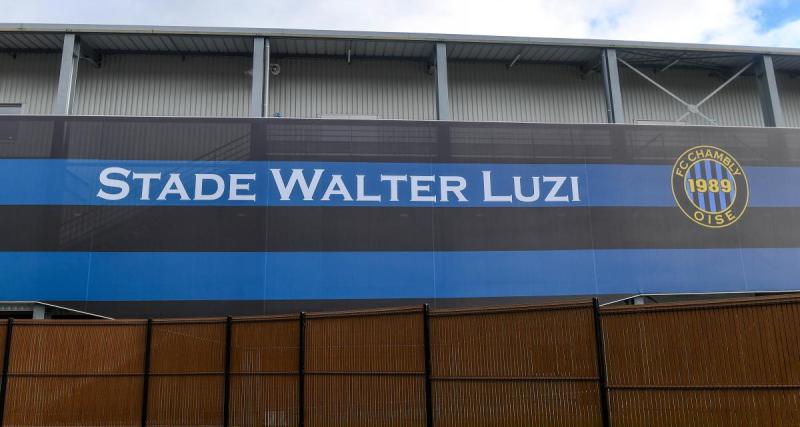 STADE WALTER LUZI
FC CHAMBLY
1989
OISE